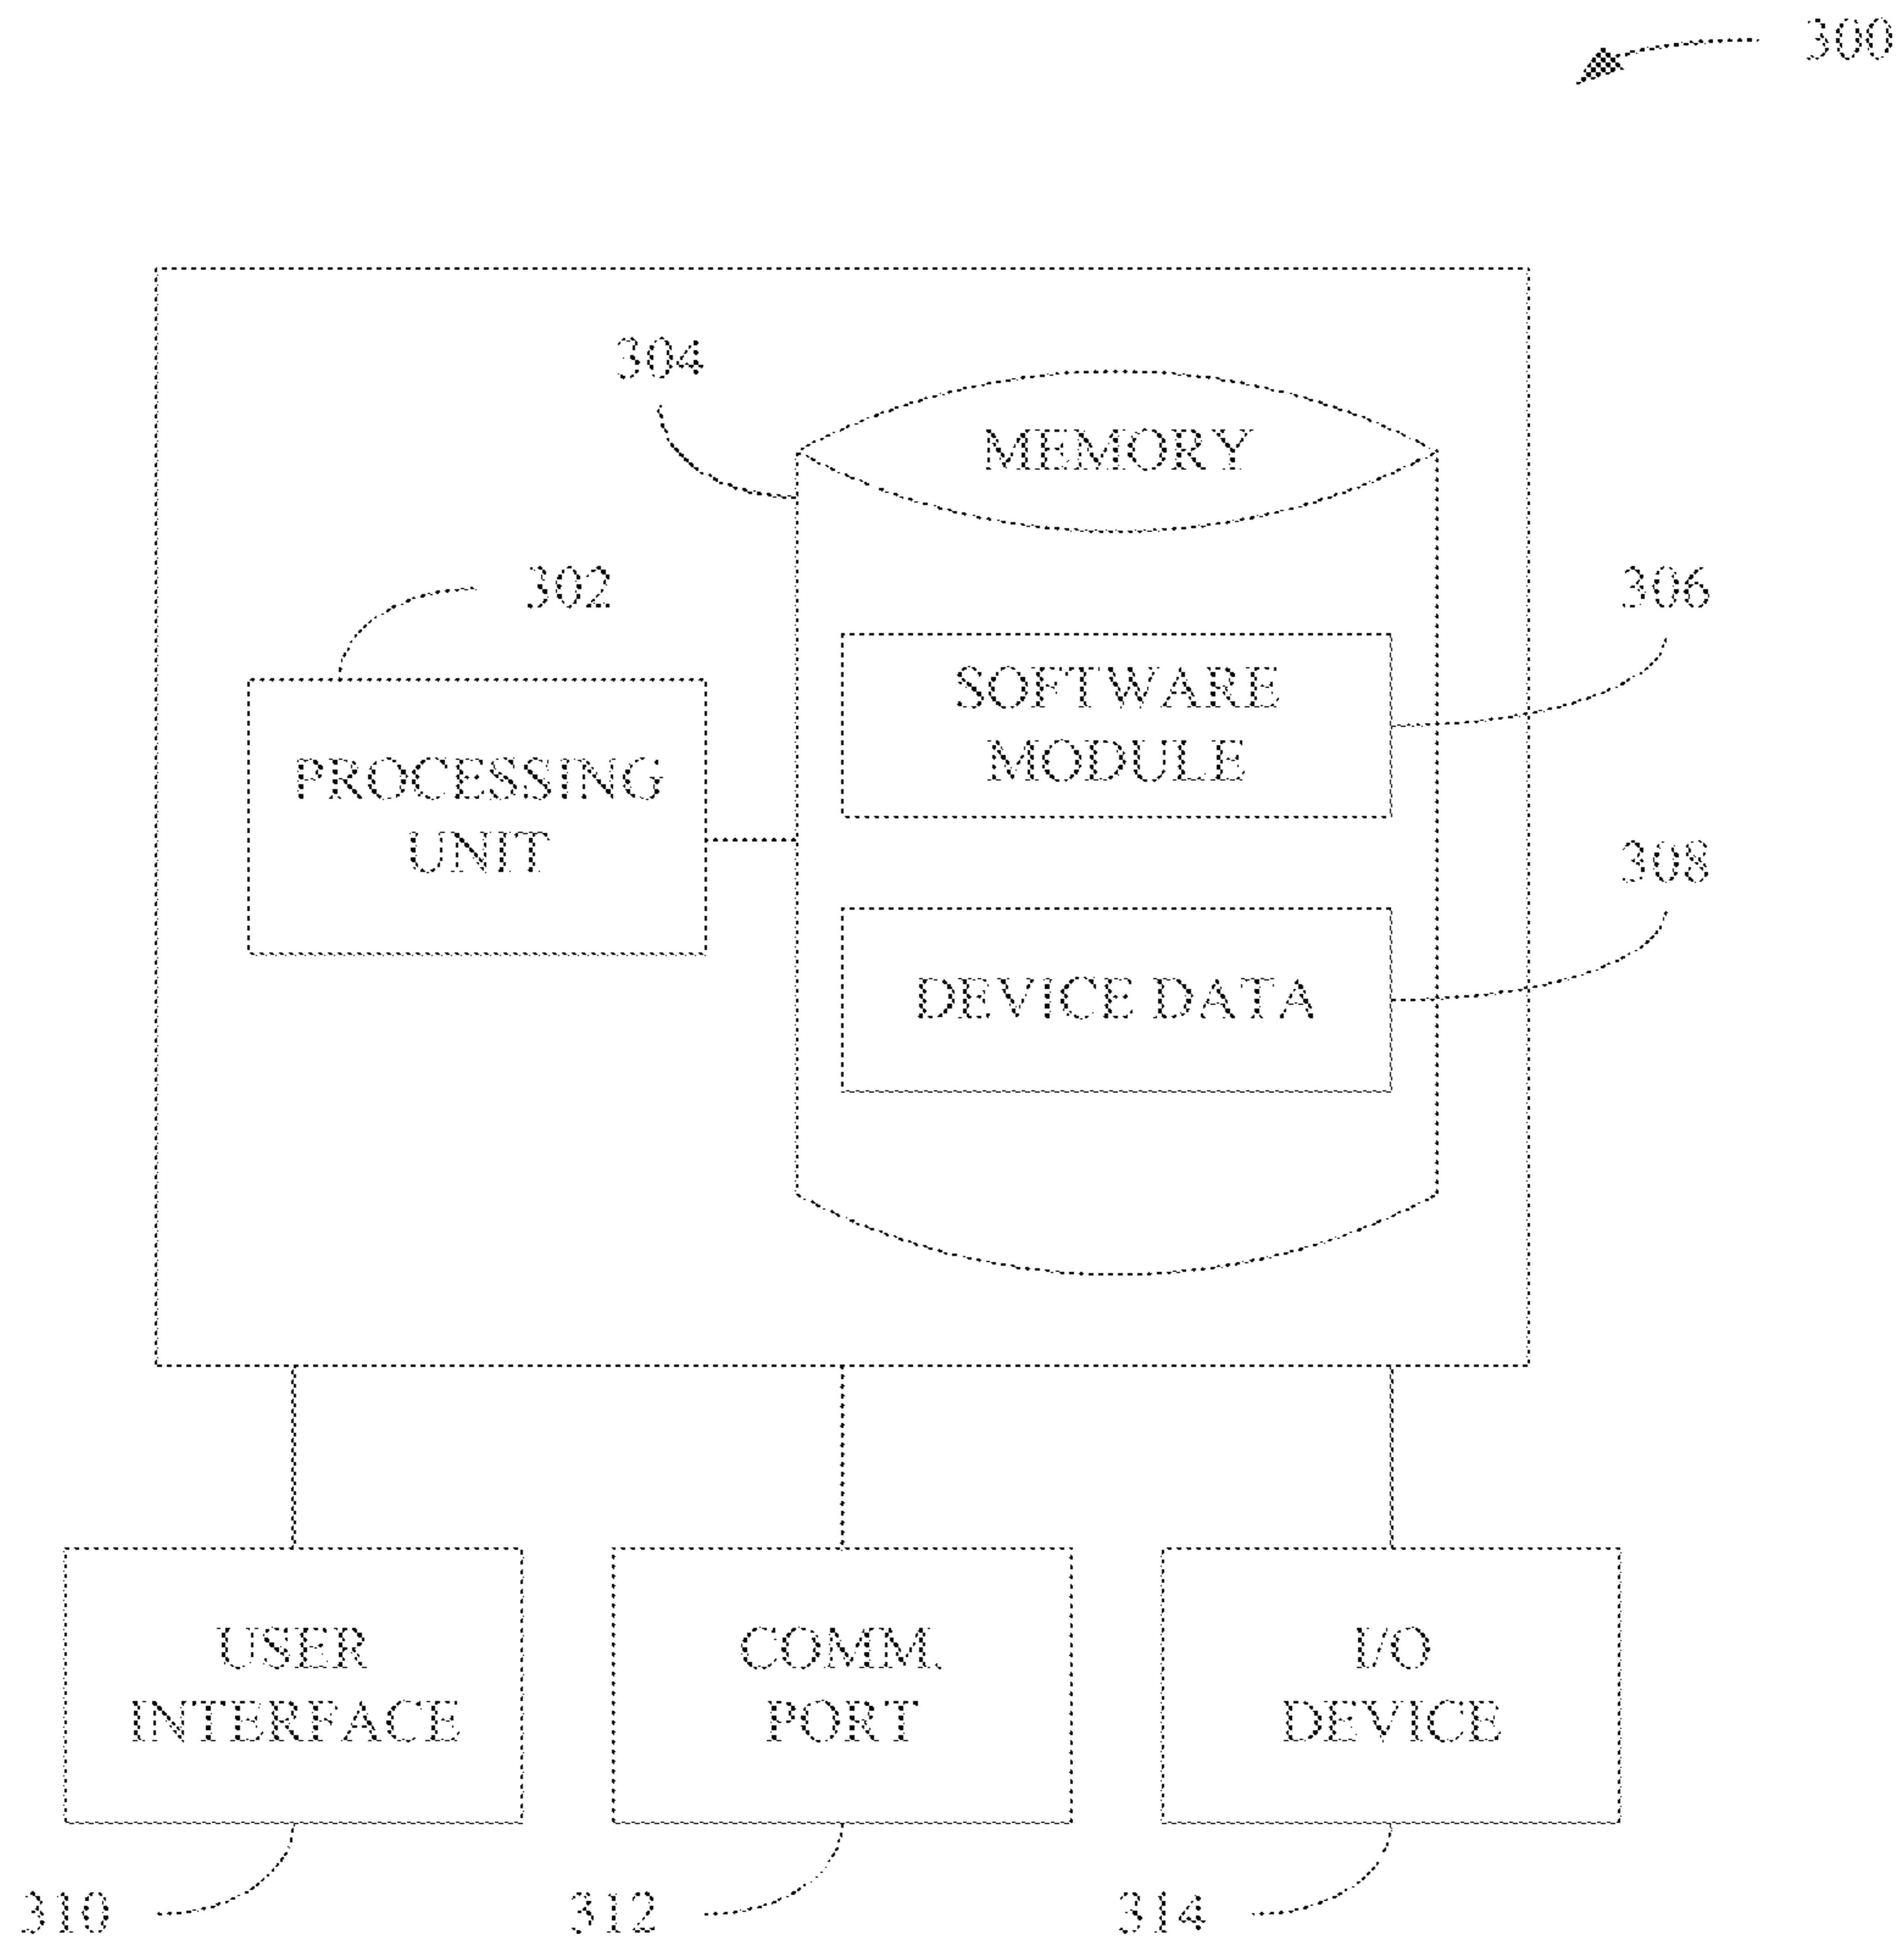 300
304
MEMORY
302
306
SOFTWARE
MODULE
PROCESSING
UNIT
308
DEVICE DATA
USER
INTERFACE
COMM.
PORT
I/O
DEVICE
310
312
314